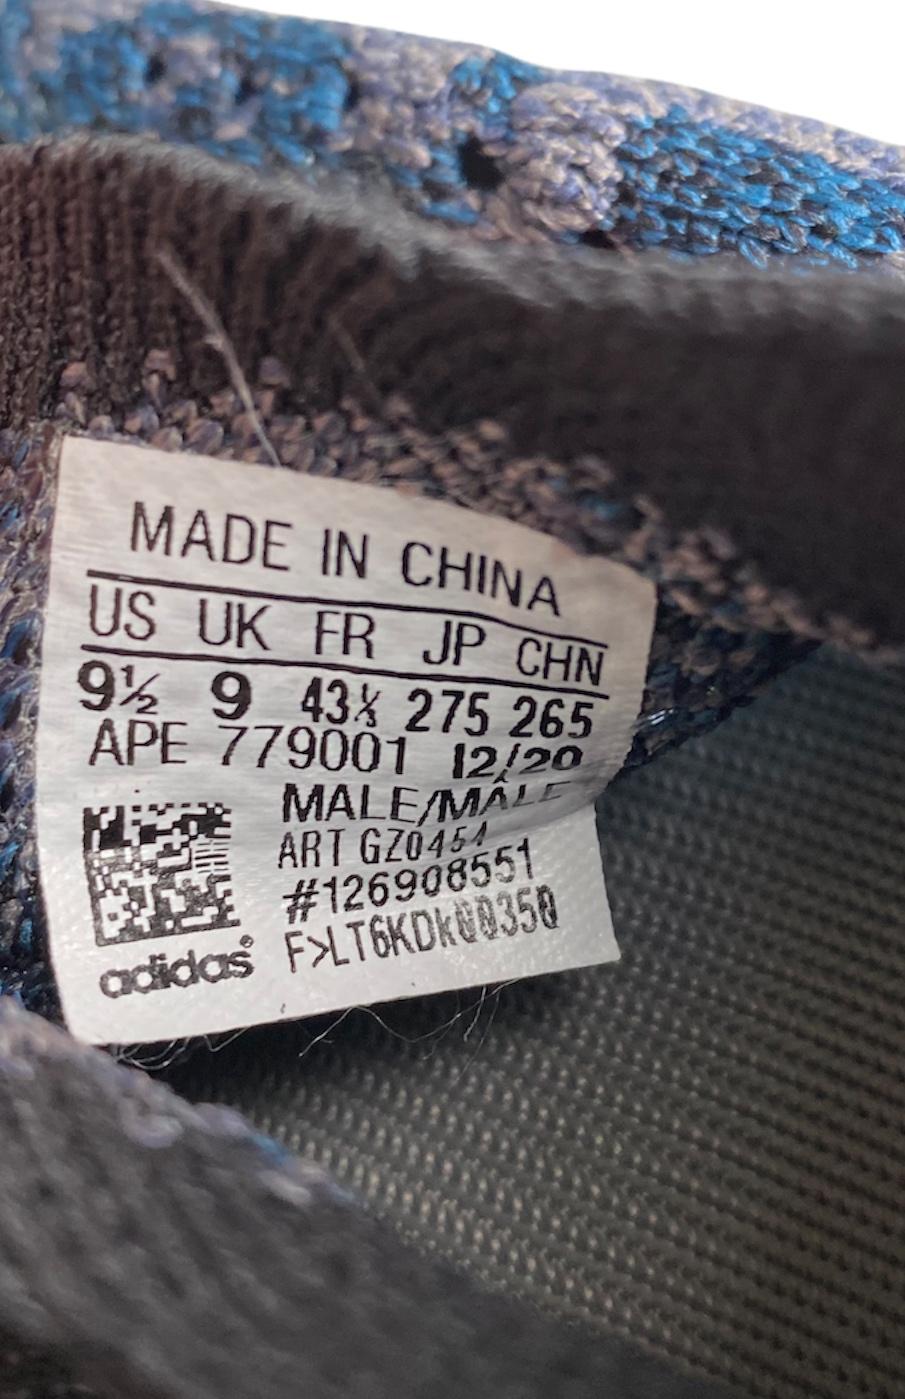 MADE IN CHINA
US UK FR JP CHN
9½ 9 43⅓ 275 265
APE 779001 12/20
MALE/MÂLE
ART GZ0454
#126908551
F>LT6KDk00350
adidas®